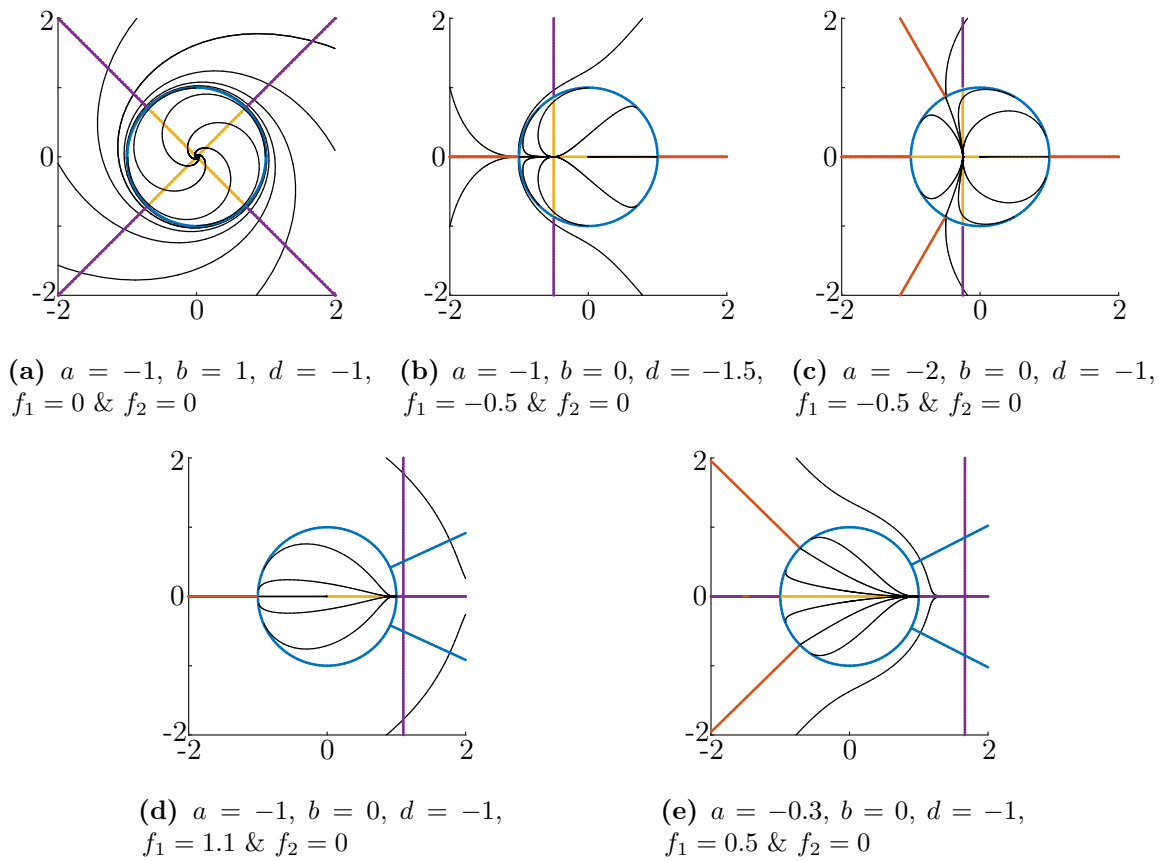 2
0
-2
-2 0 2
2
0
-2
-2 0 2
2
0
-2
-2 0 2
(a) a = −1, b = 1, d = −1,
f₁ = 0 & f₂ = 0
(b) a = −1, b = 0, d = −1.5,
f₁ = −0.5 & f₂ = 0
(c) a = −2, b = 0, d = −1,
f₁ = −0.5 & f₂ = 0
2
0
-2
-2 0 2
2
0
-2
-2 0 2
(d) a = −1, b = 0, d = −1,
f₁ = 1.1 & f₂ = 0
(e) a = −0.3, b = 0, d = −1,
f₁ = 0.5 & f₂ = 0